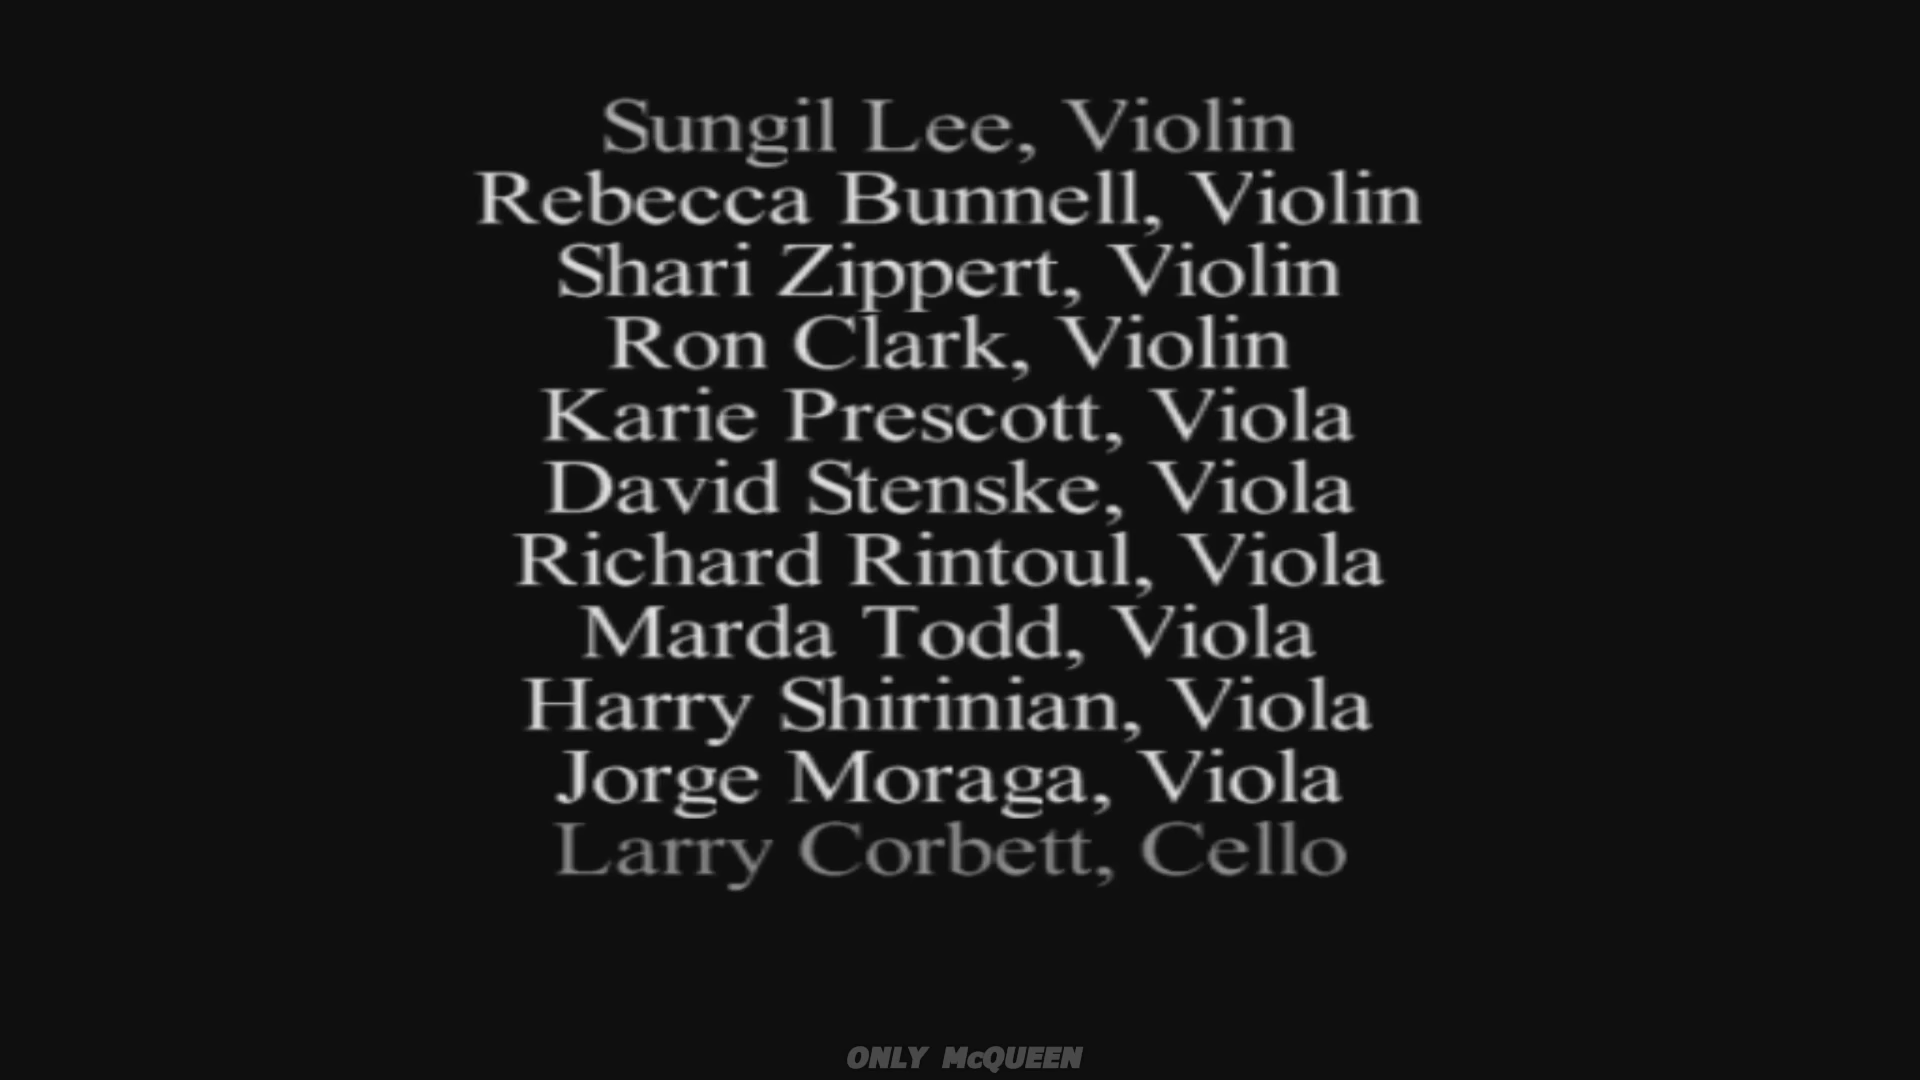 Sungil Lee, Violin
Rebecca Bunnell, Violin
Shari Zippert, Violin
Ron Clark, Violin
Karie Prescott, Viola
David Stenske, Viola
Richard Rintoul, Viola
Marda Todd, Viola
Harry Shirinian, Viola
Jorge Moraga, Viola
Larry Corbett, Cello
ONLY McQUEEN